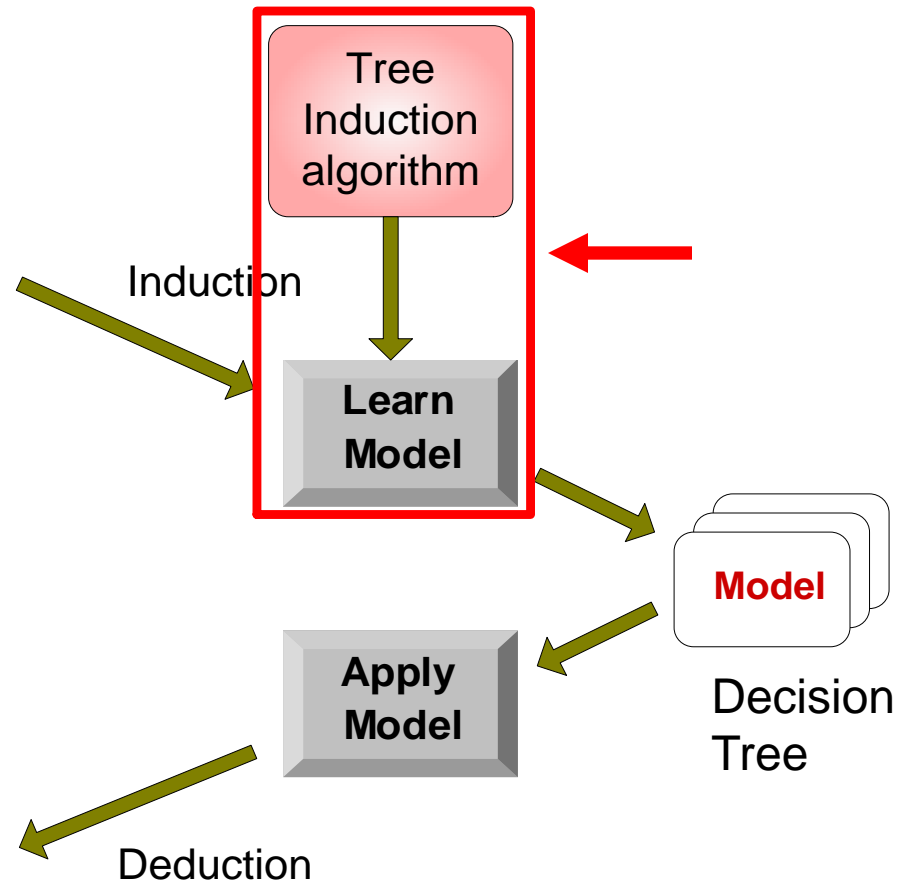 Tree
Induction
algorithm
Induction
Learn
Model
Model
Decision
Tree
Apply
Model
Deduction